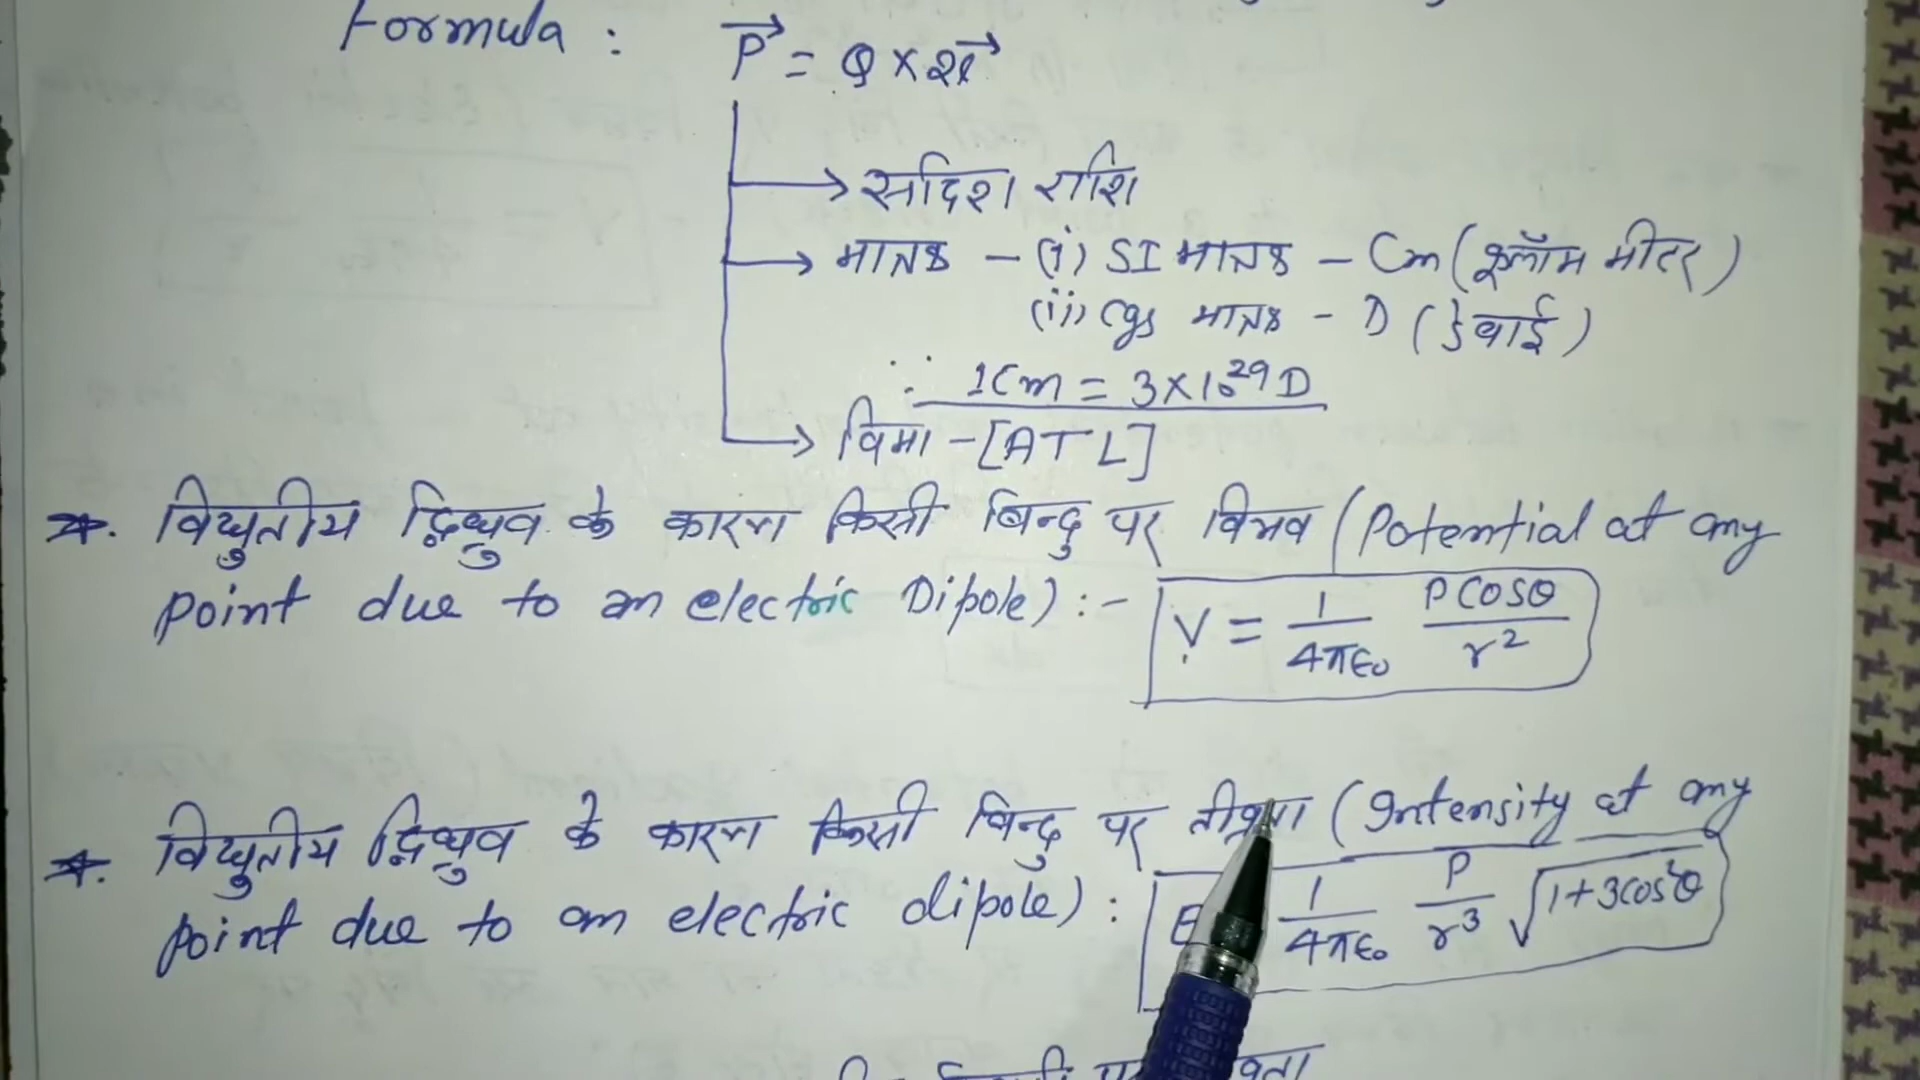 Formula : P⃗ = Q × 2l⃗
→ सदिश राशि
→ मात्रक – (i) SI मात्रक – Cm (कूलॉम मीटर)
(ii) Cgs मात्रक – D (डिवाई)
∵ 1Cm = 3×10²⁹D
→ विमा – [ATL]
*. विद्युतीय द्विध्रुव के कारण किसी बिन्दु पर विभव (Potential at any
point due to an electric Dipole) :- V = 1/4πε₀ PCosθ/r²
*. विद्युतीय द्विध्रुव के कारण किसी बिन्दु पर तीव्रता (Intensity at any
point due to an electric dipole) : E 1/4πε₀ P/r³ √1+3cos²θ